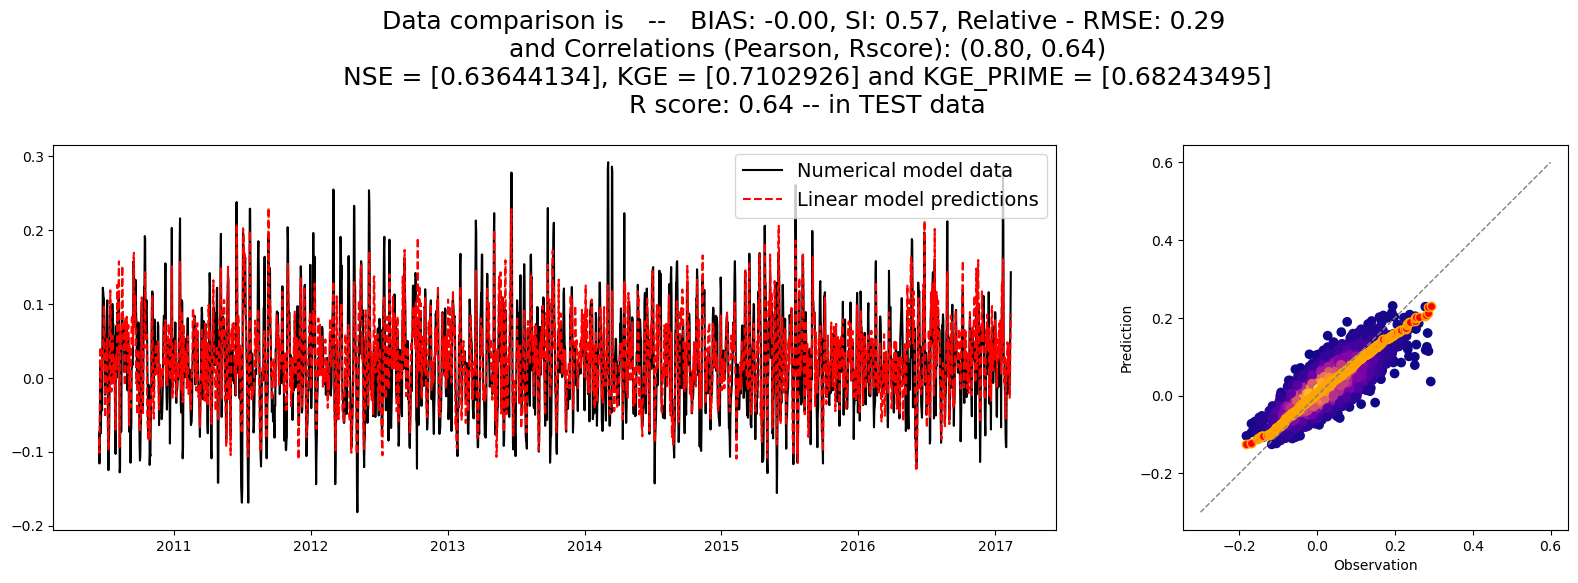 Data comparison is -- BIAS: -0.00, SI: 0.57, Relative - RMSE: 0.29
and Correlations (Pearson, Rscore): (0.80, 0.64)
NSE = [0.63644134], KGE = [0.7102926] and KGE_PRIME = [0.68243495]
R score: 0.64 -- in TEST data
0.3
0.2
0.1
0.0
−0.1
−0.2
2011
2012
2013
2014
2015
2016
2017
Numerical model data
Linear model predictions
Prediction
0.6
0.4
0.2
0.0
−0.2
−0.2
0.0
0.2
0.4
0.6
Observation